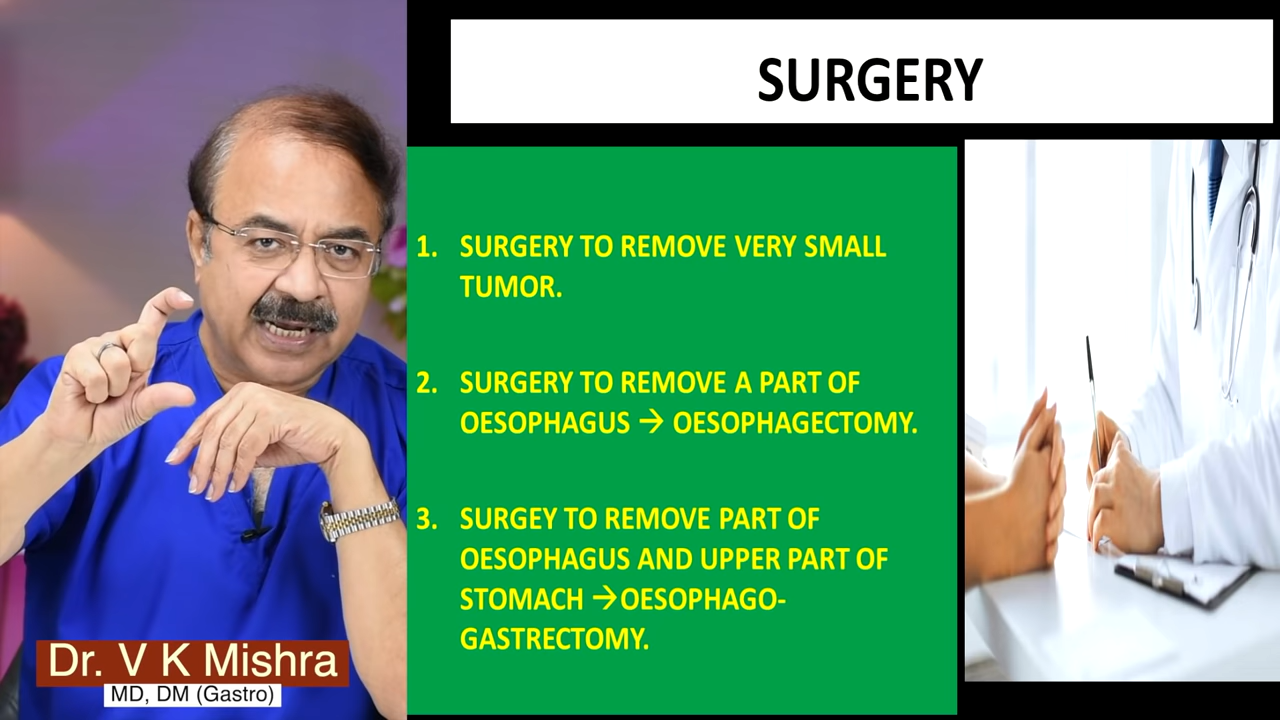 SURGERY
1. SURGERY TO REMOVE VERY SMALL
TUMOR.
2. SURGERY TO REMOVE A PART OF
OESOPHAGUS → OESOPHAGECTOMY.
3. SURGEY TO REMOVE PART OF
OESOPHAGUS AND UPPER PART OF
STOMACH →OESOPHAGO-
GASTRECTOMY.
Dr. V K Mishra
MD, DM (Gastro)